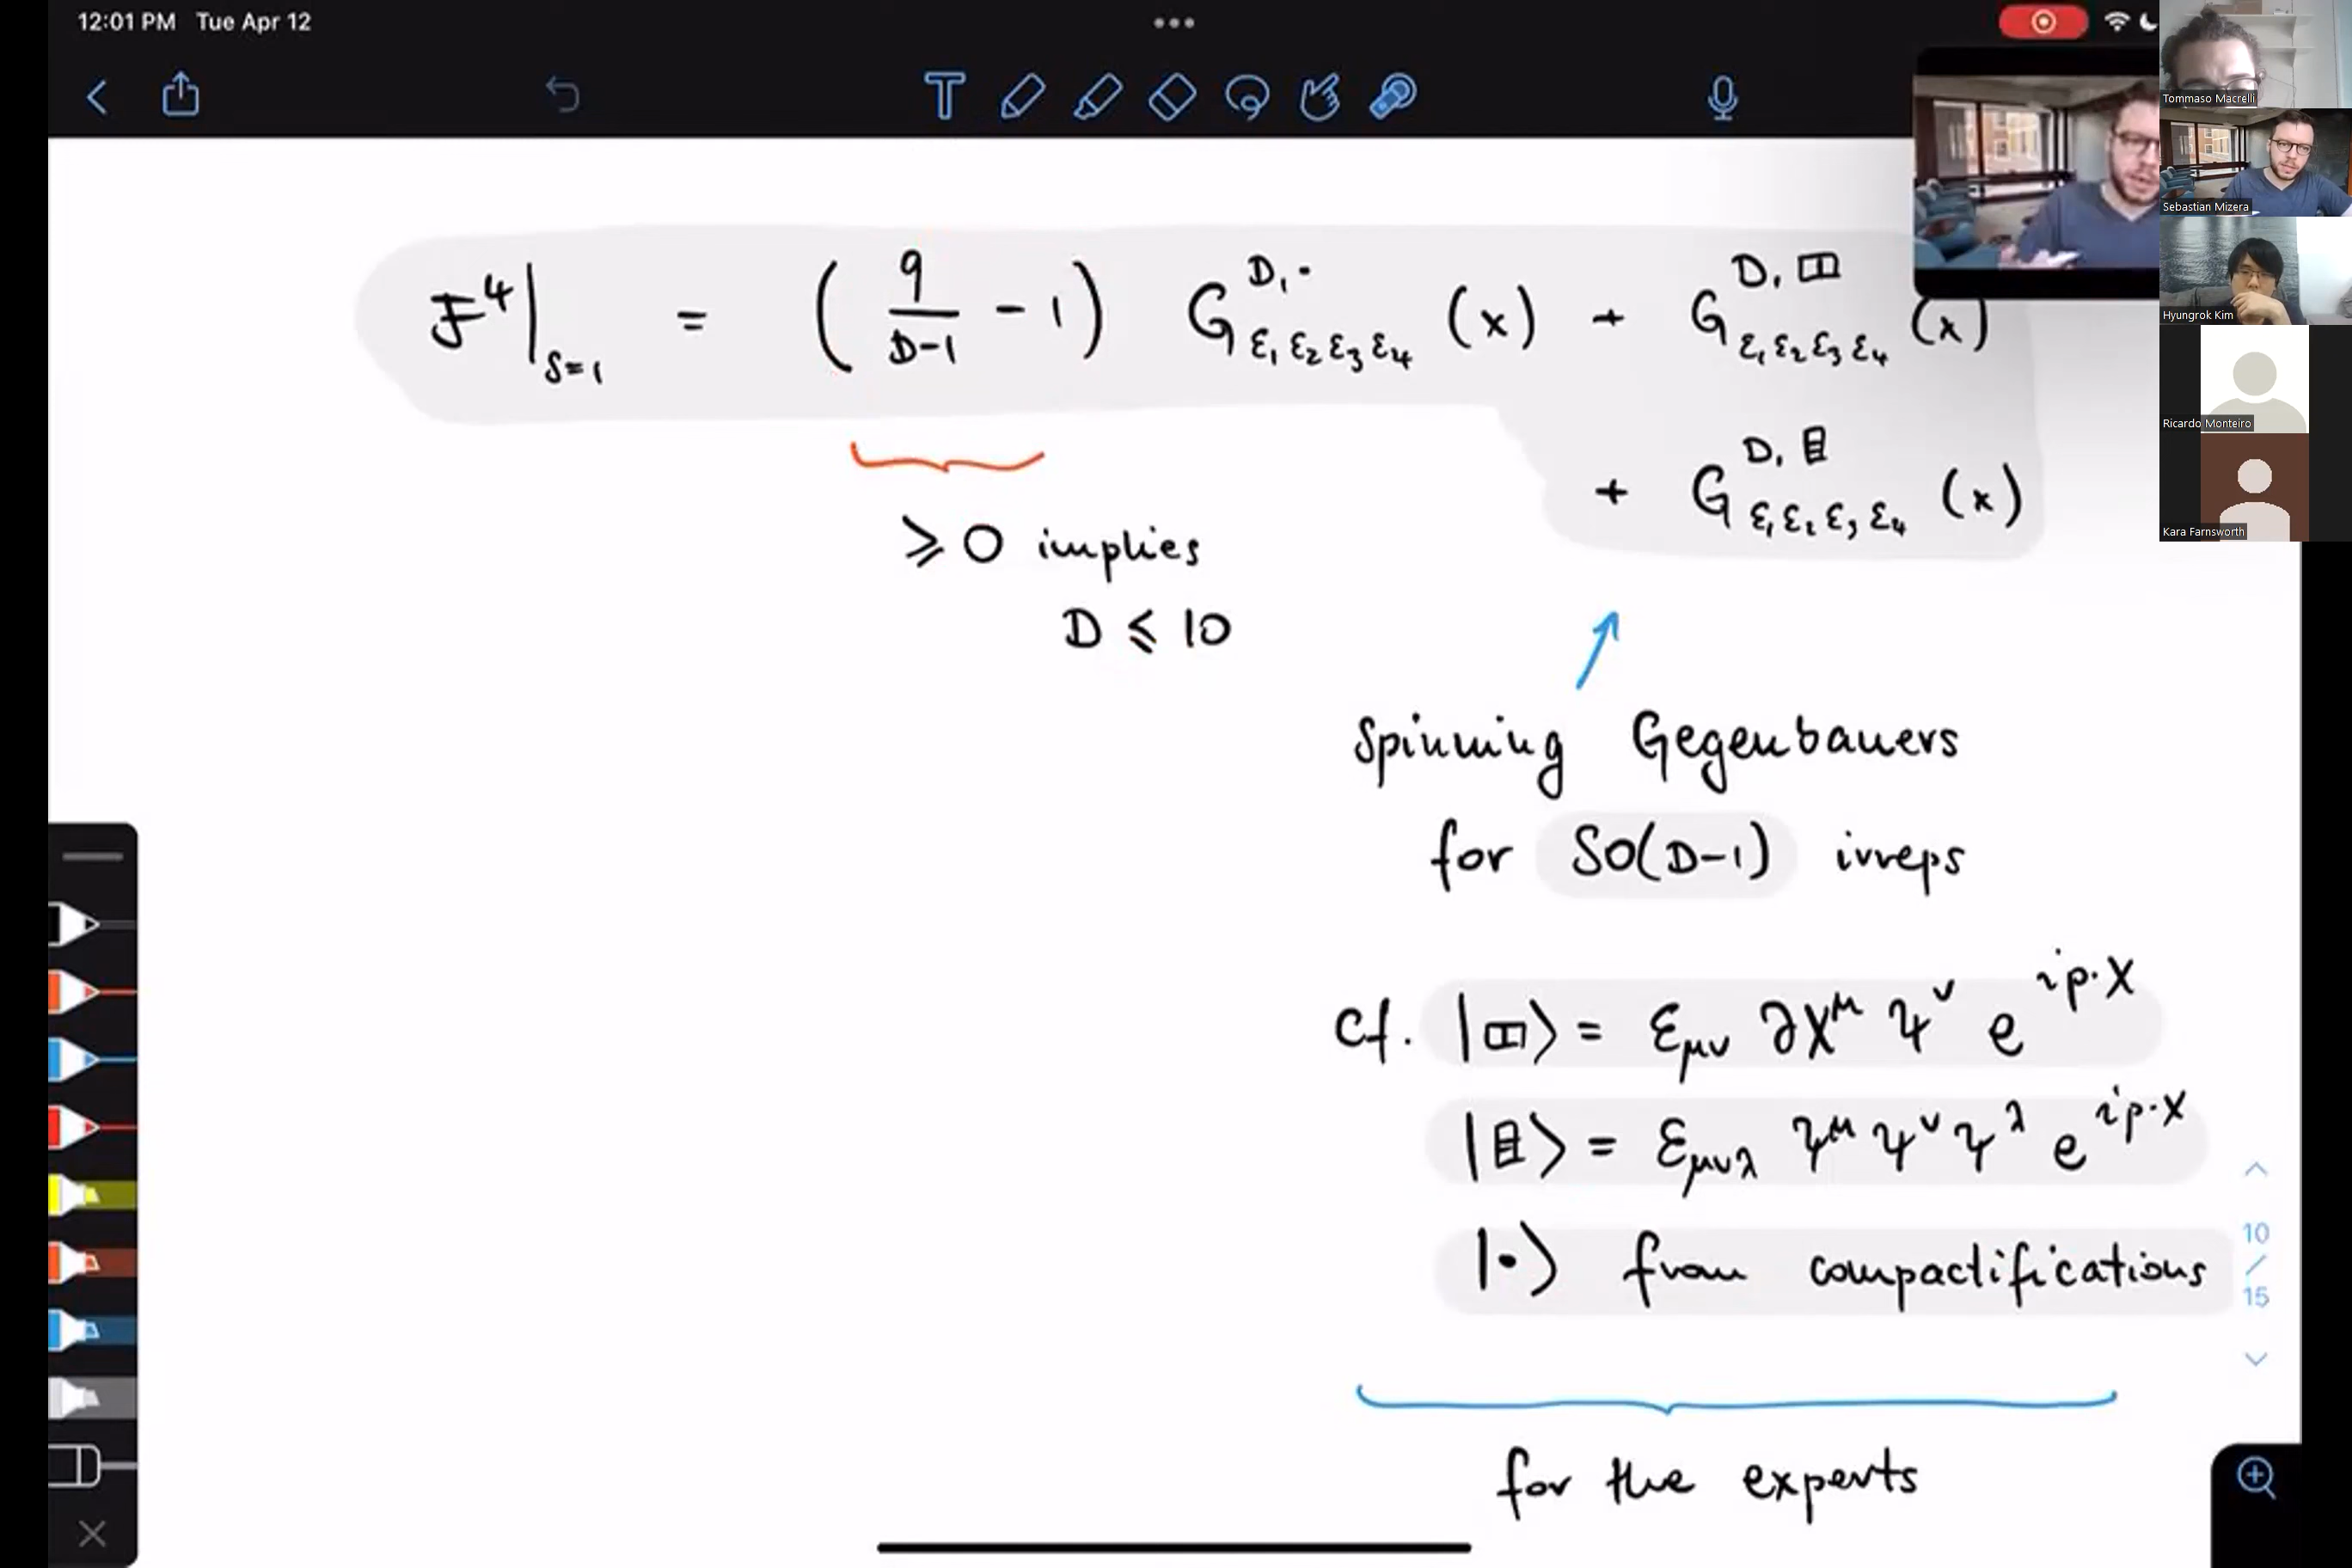 12:01 PM Tue Apr 12
Tommaso Macrelli
Sebastian Mizera
Hyungrok Kim
Ricardo Monteiro
Kara Farnsworth
F⁴|_{S=1} = (9/(D-1) - 1) G^{D,·}_{ε₁ε₂ε₃ε₄}(x) + G^{D,□□}_{ε₁ε₂ε₃ε₄}(x)
+ G^{D,目}_{ε₁ε₂ε₃ε₄}(x)
≥ 0 implies
D ≤ 10
Spinning Gegenbauers
for SO(D-1) irreps
Cf. |□□⟩ = ε_{μν} ∂X^μ ψ^ν e^{ip·X}
|目⟩ = ε_{μνλ} ψ^μ ψ^ν ψ^λ e^{ip·X}
|·⟩ from compactifications
for the experts
10
/
15